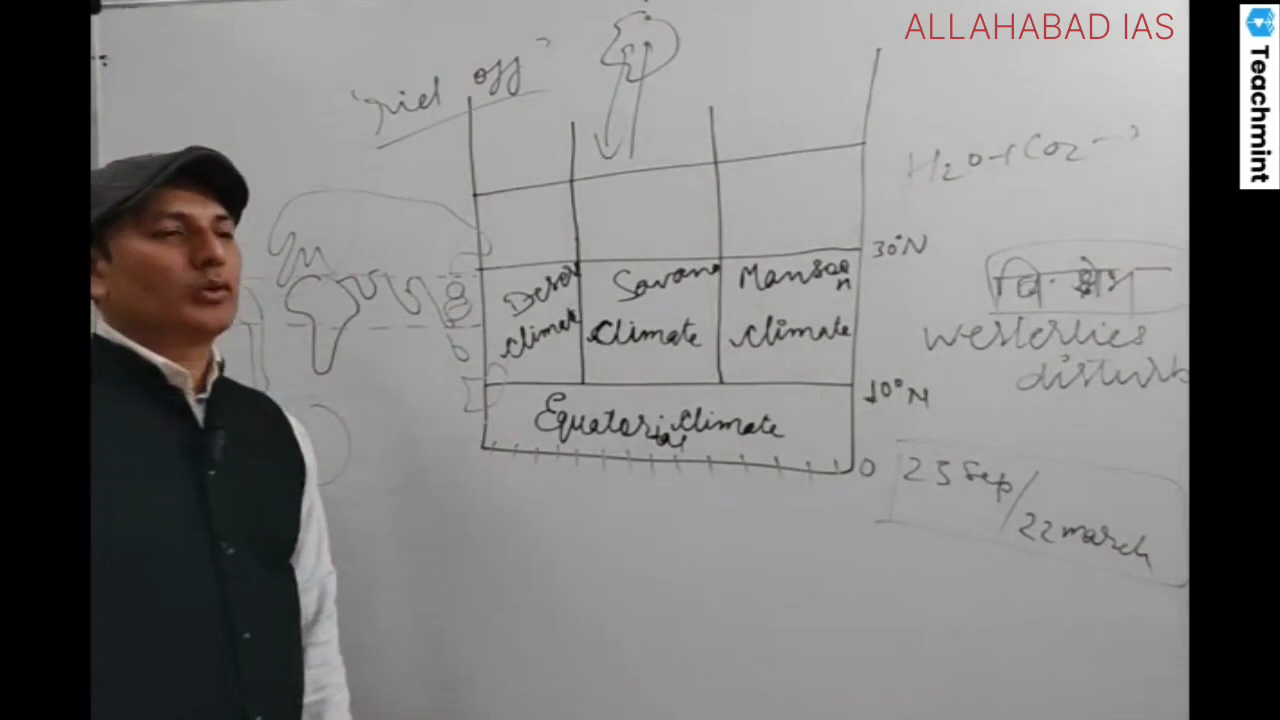 ALLAHABAD IAS
Teachmint
off"
H2O + CO2 →
30°N
Desert
Climate
Savana
Climate
Mansoon
Climate
westerlies
disturb
10°N
Equatorial Climate
0
23 Sep/
22 march